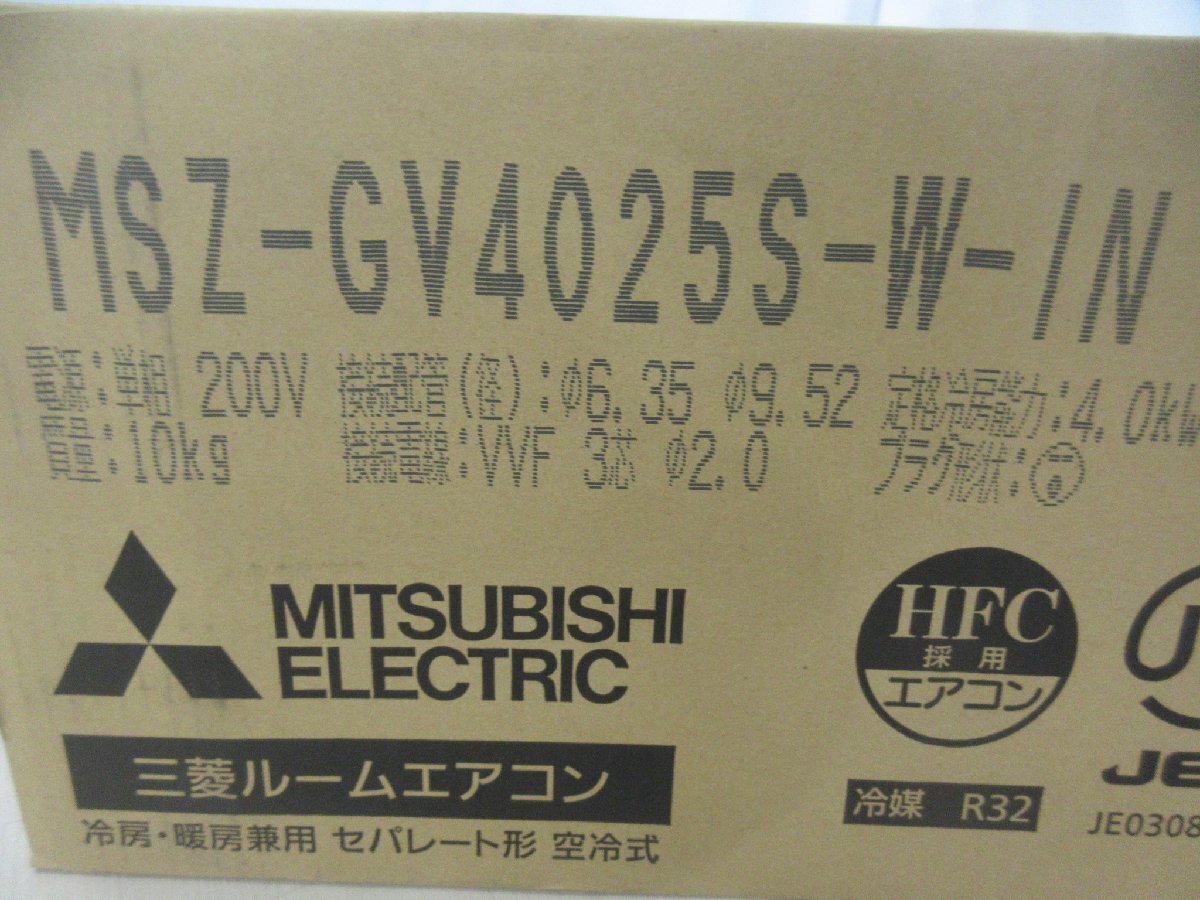 MSZ-GV4025S-W-IN
電源:単相 200V 接続配管(径):φ6.35 φ9.52 定格冷房能力:4.0kW
質量:10kg 接続電線:VVF 3芯 φ2.0 プラグ形状:
MITSUBISHI
ELECTRIC
三菱ルームエアコン
冷房・暖房兼用 セパレート形 空冷式
HFC
採用
エアコン
冷媒 R32
JE
JE0308